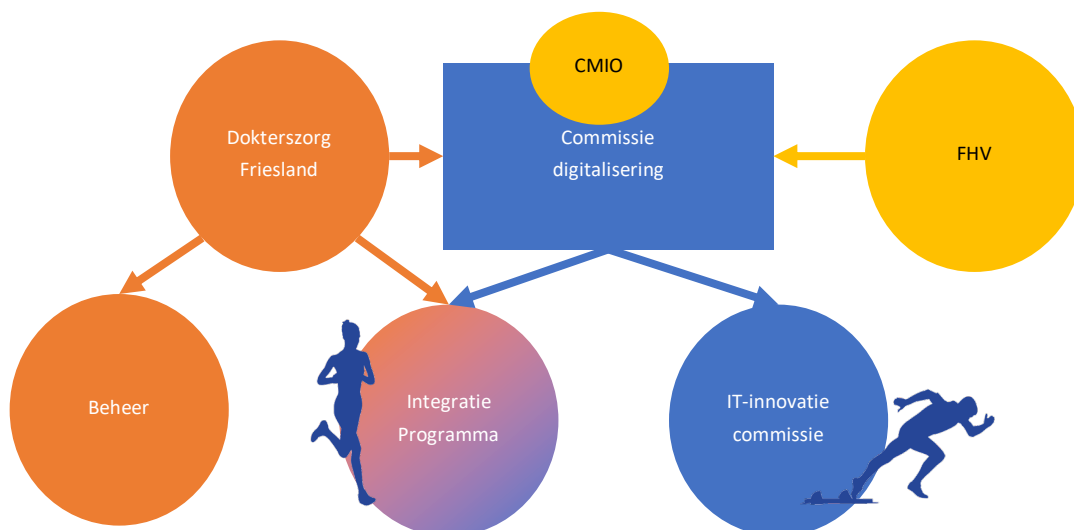 CMIO
Dokterszorg
Friesland
Commissie
digitalisering
FHV
Beheer
Integratie
Programma
IT-innovatie
commissie